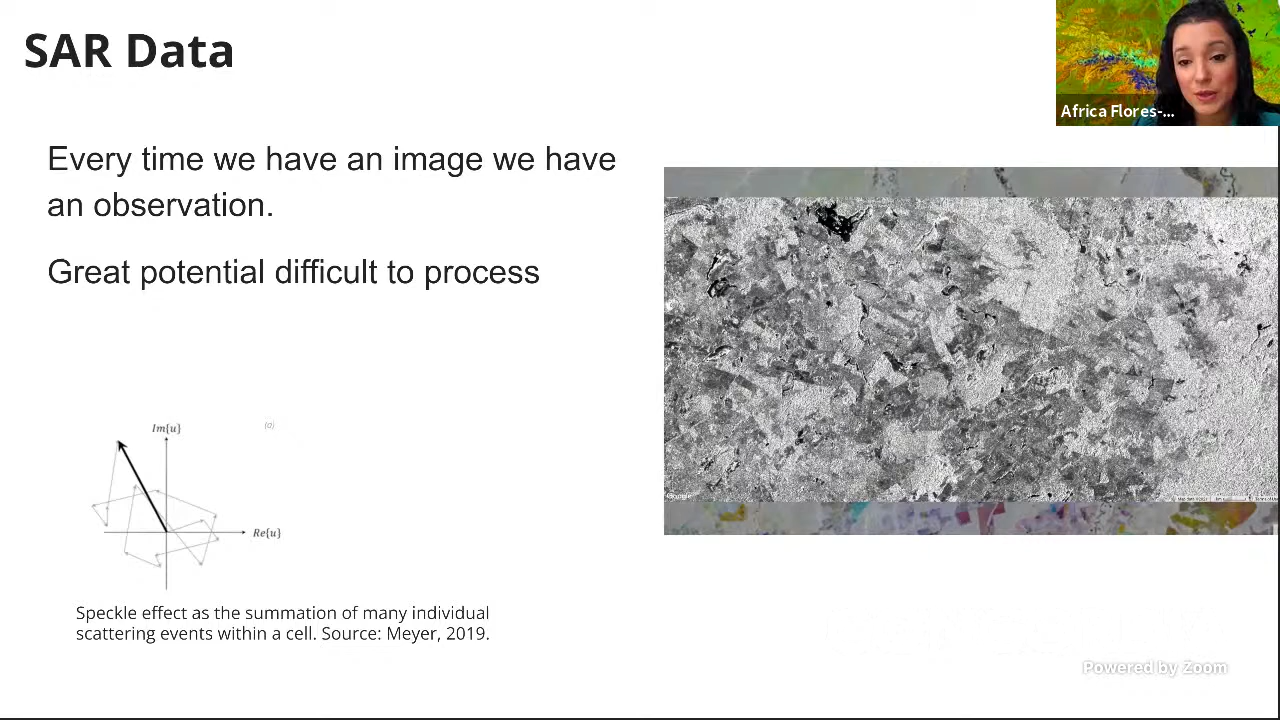 SAR Data
Africa Flores-...
Every time we have an image we have
an observation.
Great potential difficult to process
Google
Im{u}
(a)
Re{u}
Speckle effect as the summation of many individual
scattering events within a cell. Source: Meyer, 2019.
Powered by Zoom